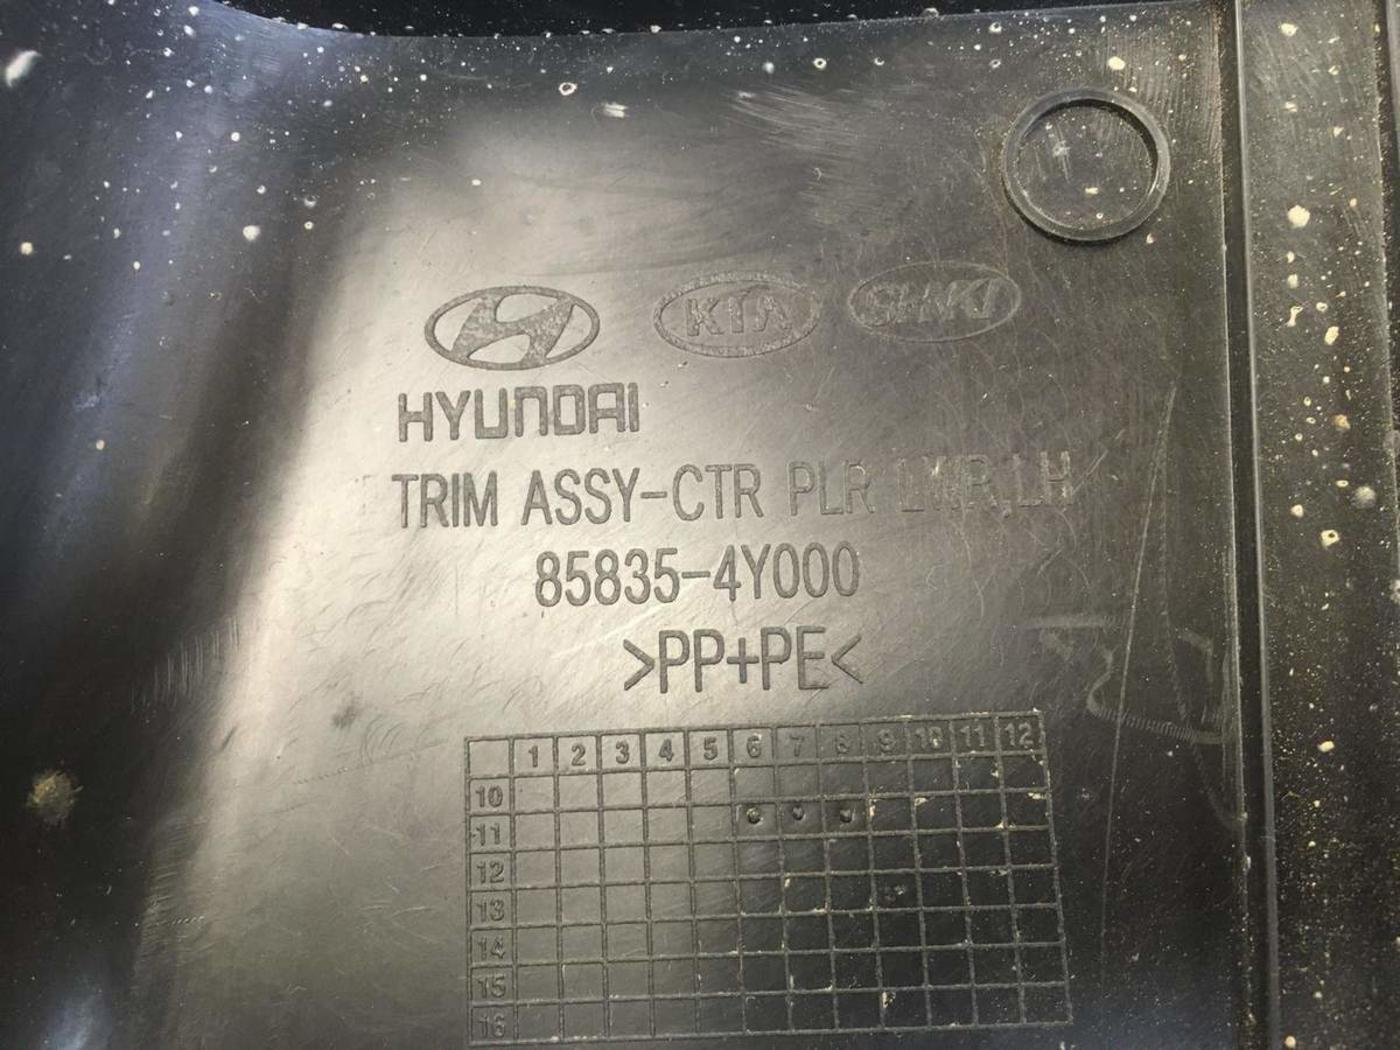 KIA
HYUNDAI
TRIM ASSY-CTR PLR LWR,LH
85835-4Y000
>PP+PE<
1 2 3 4 5 6 7 8 9 10 11 12
10
11
12
13
14
15
16